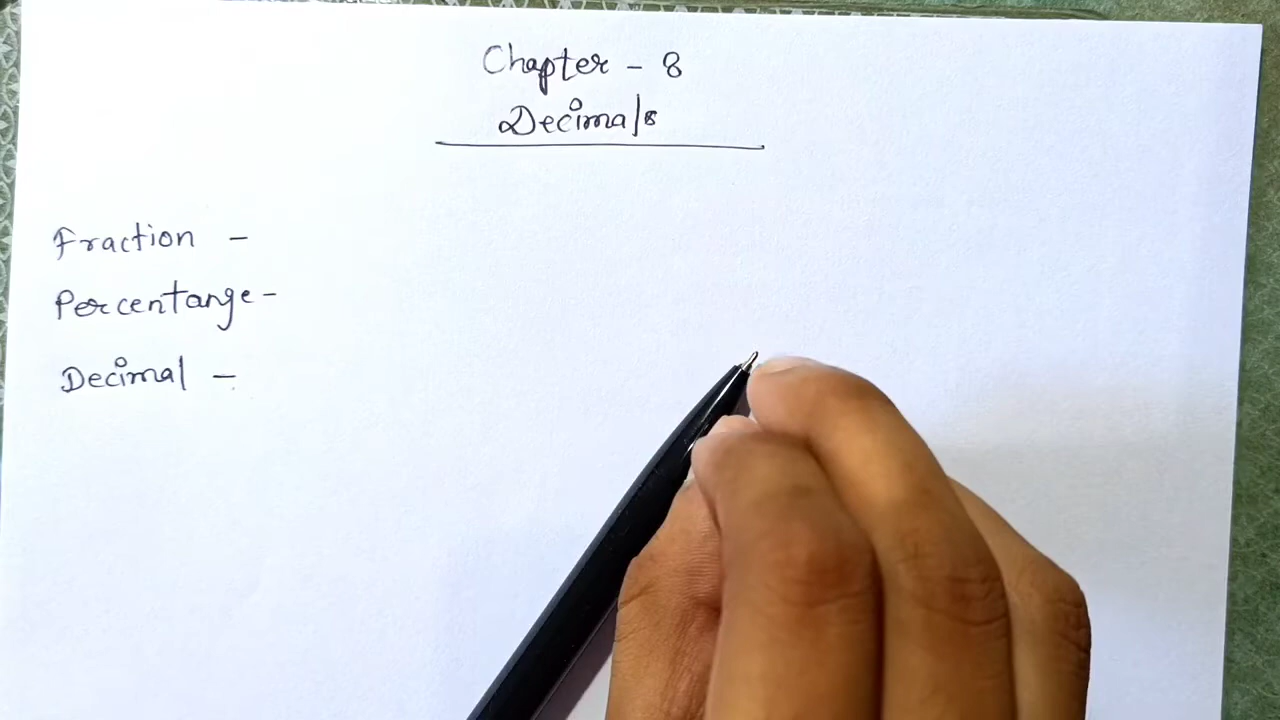 Chapter - 8
Decimals
Fraction -
Percentange -
Decimal -